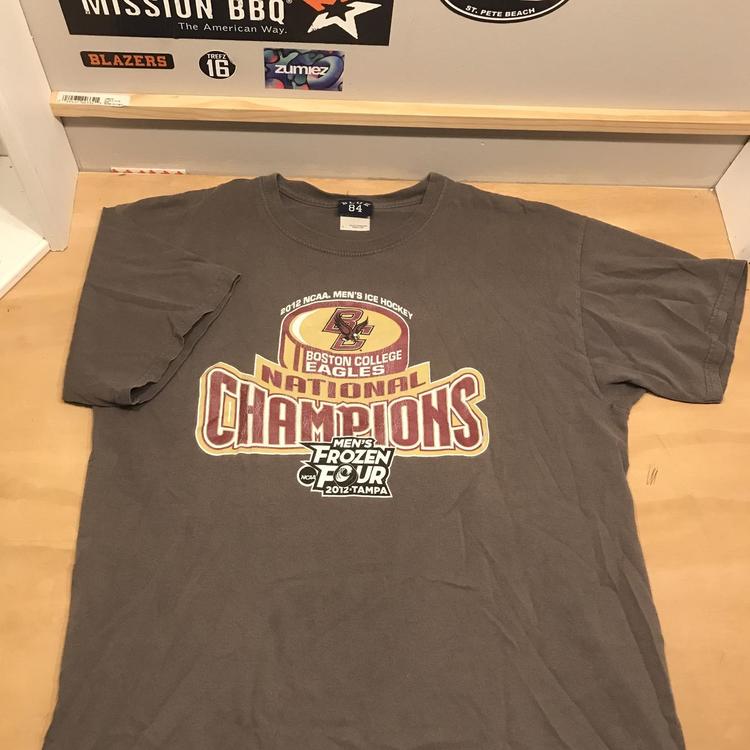 MISSION BBQ®
The American Way.
ST. PETE BEACH
BLAZERS
TREFZ
16
zumiez
BLUE
84
2012 NCAA® MEN'S ICE HOCKEY
BC
BOSTON COLLEGE
EAGLES
NATIONAL
CHAMPIONS
MEN'S
FROZEN
FOUR
NCAA
2012•TAMPA